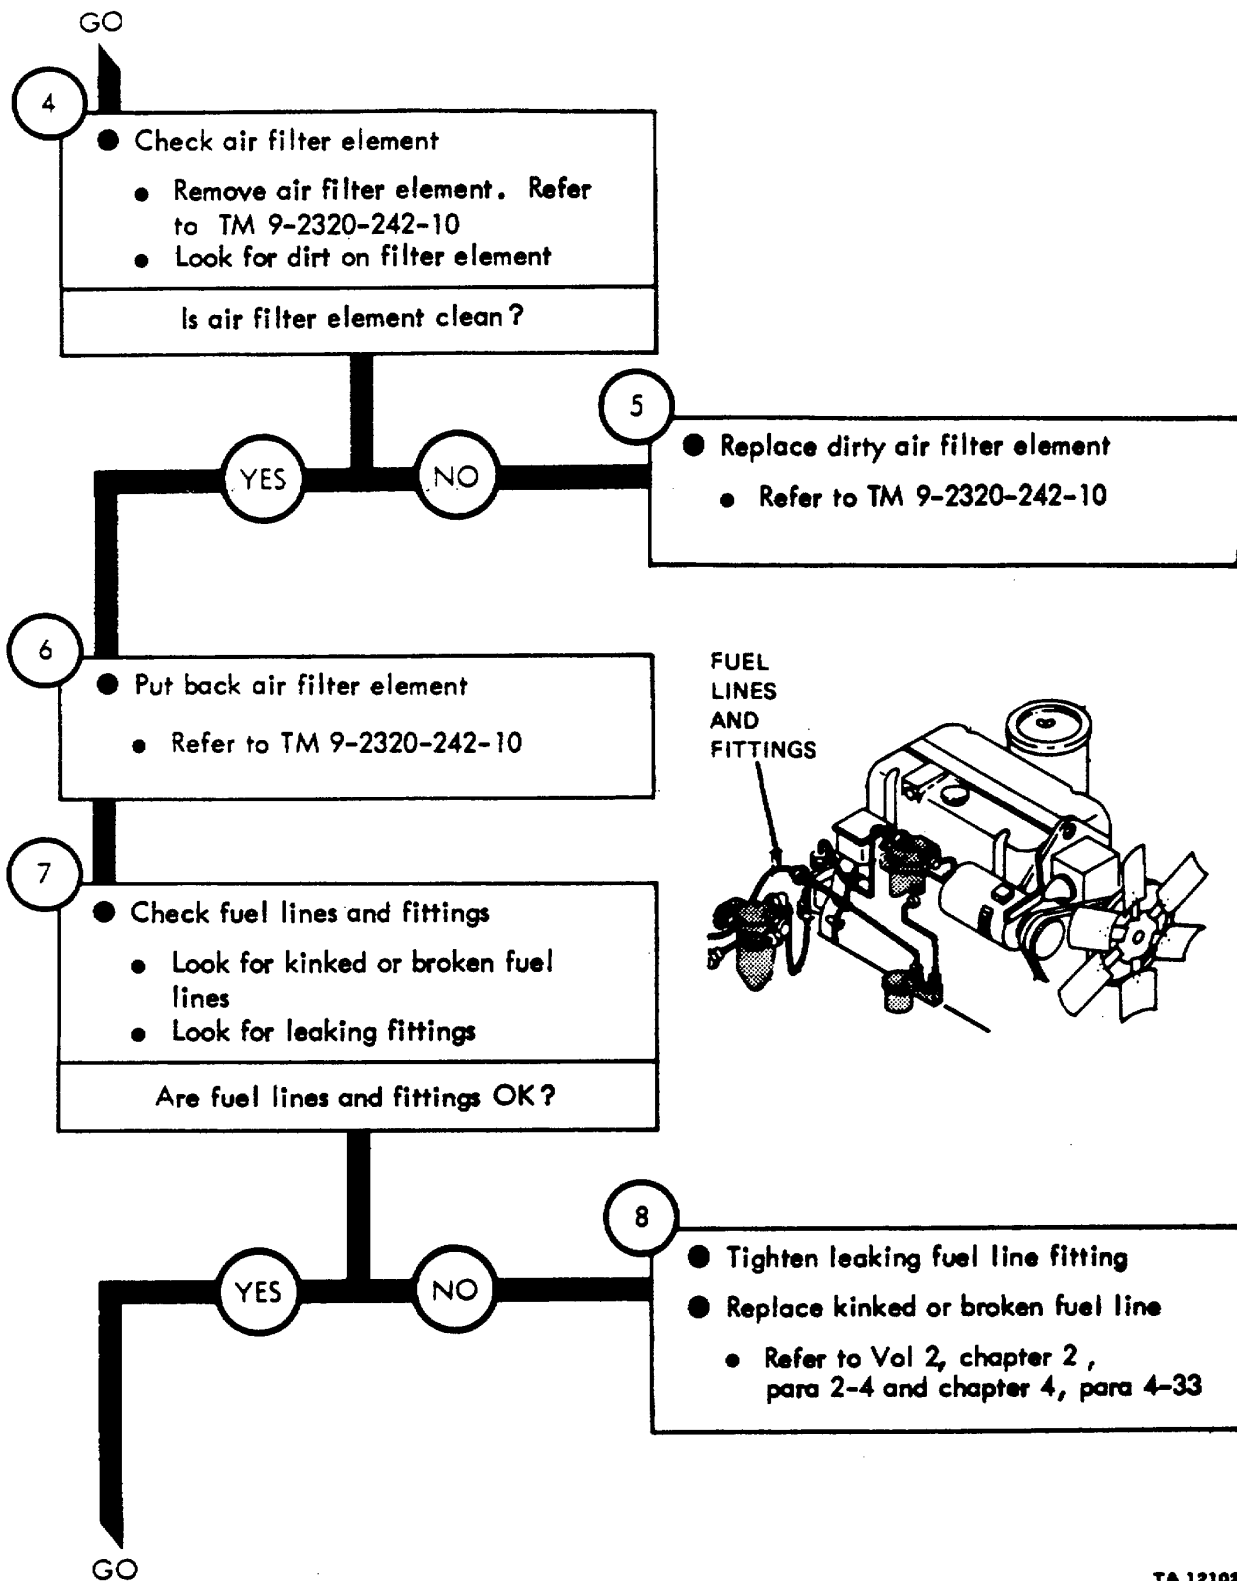 GO
4
● Check air filter element
● Remove air filter element. Refer
to TM 9-2320-242-10
● Look for dirt on filter element
Is air filter element clean?
YES
NO
5
● Replace dirty air filter element
● Refer to TM 9-2320-242-10
6
● Put back air filter element
● Refer to TM 9-2320-242-10
FUEL
LINES
AND
FITTINGS
7
● Check fuel lines and fittings
● Look for kinked or broken fuel
lines
● Look for leaking fittings
Are fuel lines and fittings OK?
YES
NO
8
● Tighten leaking fuel line fitting
● Replace kinked or broken fuel line
● Refer to Vol 2, chapter 2 ,
para 2-4 and chapter 4, para 4-33
GO
TA 12102